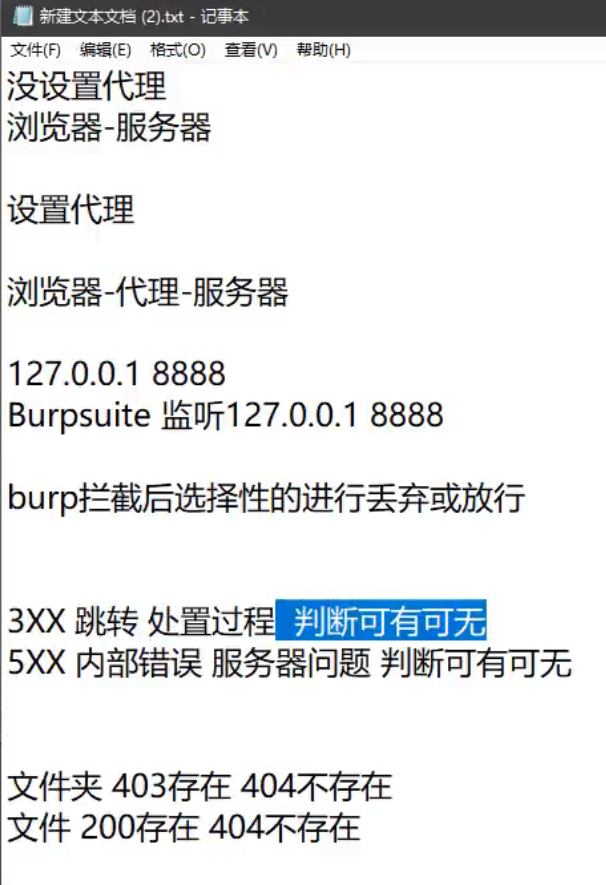 新建文本文档 (2).txt - 记事本
文件(F) 编辑(E) 格式(O) 查看(V) 帮助(H)
没设置代理
浏览器-服务器
设置代理
浏览器-代理-服务器
127.0.0.1 8888
Burpsuite 监听127.0.0.1 8888
burp拦截后选择性的进行丢弃或放行
3XX 跳转 处置过程 判断可有可无
5XX 内部错误 服务器问题 判断可有可无
文件夹 403存在 404不存在
文件 200存在 404不存在